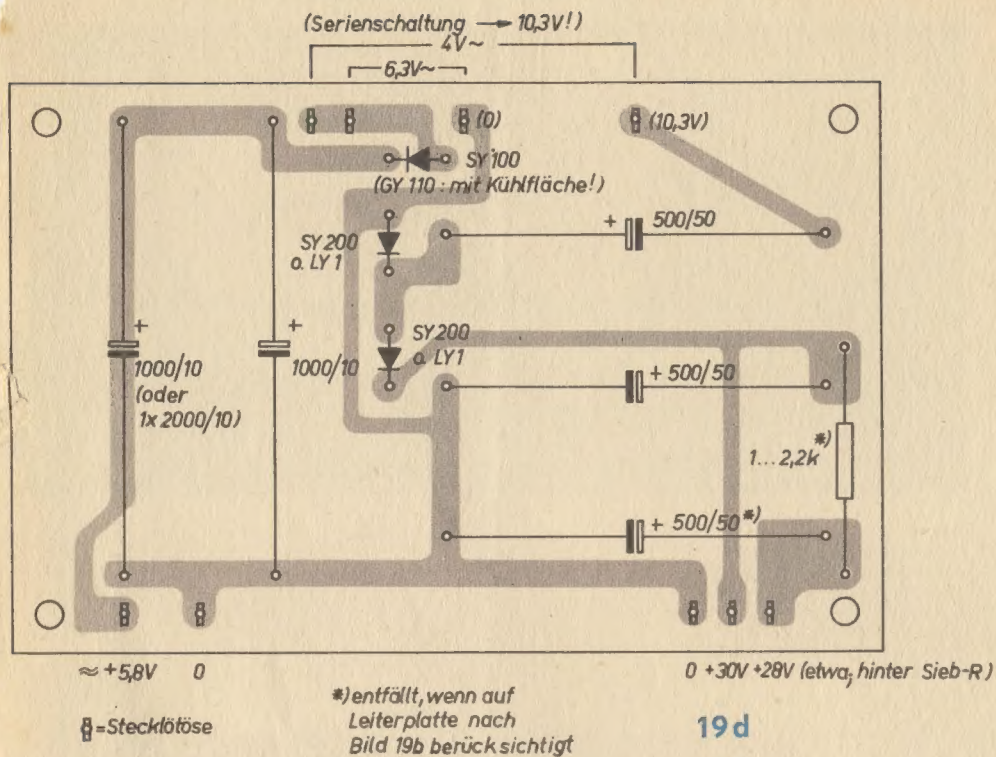 (Serienschaltung → 10,3V!)
4V~
6,3V~
(0)
(10,3V)
SY 100
(GY 110 : mit Kühlfläche!)
+ 500/50
SY 200
o. LY 1
SY 200
o. LY 1
+
1000/10
(oder
1x 2000/10)
+
1000/10
+ 500/50
1...2,2k *)
+ 500/50 *)
≈ +5,8V 0
0 +30V +28V (etwa; hinter Sieb-R)
=Stecklötöse
*) entfällt, wenn auf
Leiterplatte nach
Bild 19b berücksichtigt
19d